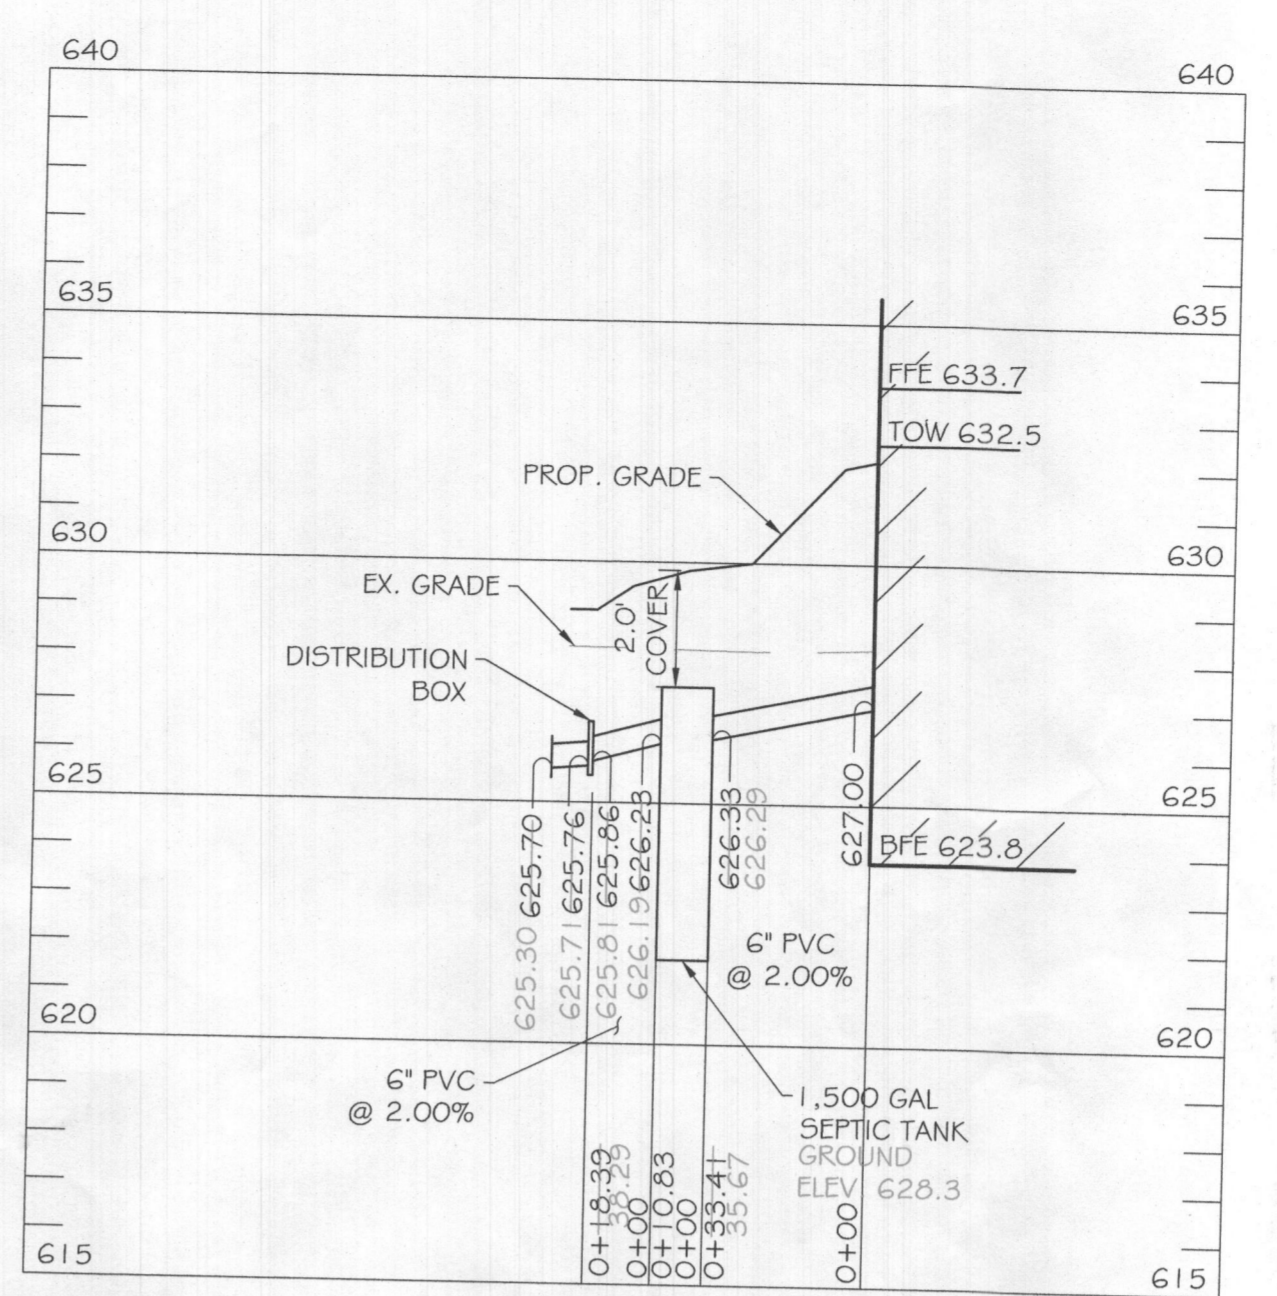 640
640
635
635
FFE 633.7
TOW 632.5
PROP. GRADE
630
630
EX. GRADE
2.0'
COVER
DISTRIBUTION
BOX
625
625
625.70
625.76
625.86
626.23
626.33
627.00
BFE 623.8
625.30
625.71
625.81
626.19
626.29
6" PVC
@ 2.00%
620
620
6" PVC
@ 2.00%
1,500 GAL
SEPTIC TANK
GROUND
ELEV. 628.3
0+18.39
38.29
0+00
0+10.83
0+00
0+33.41
35.67
0+00
615
615